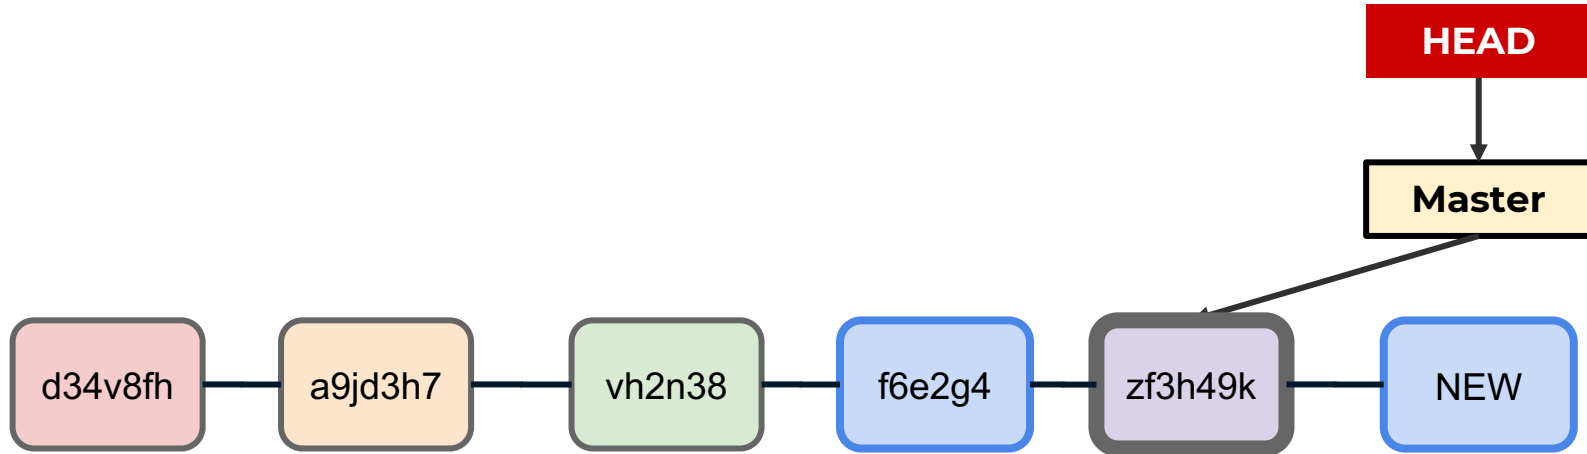 HEAD
Master
d34v8fh
a9jd3h7
vh2n38
f6e2g4
zf3h49k
NEW